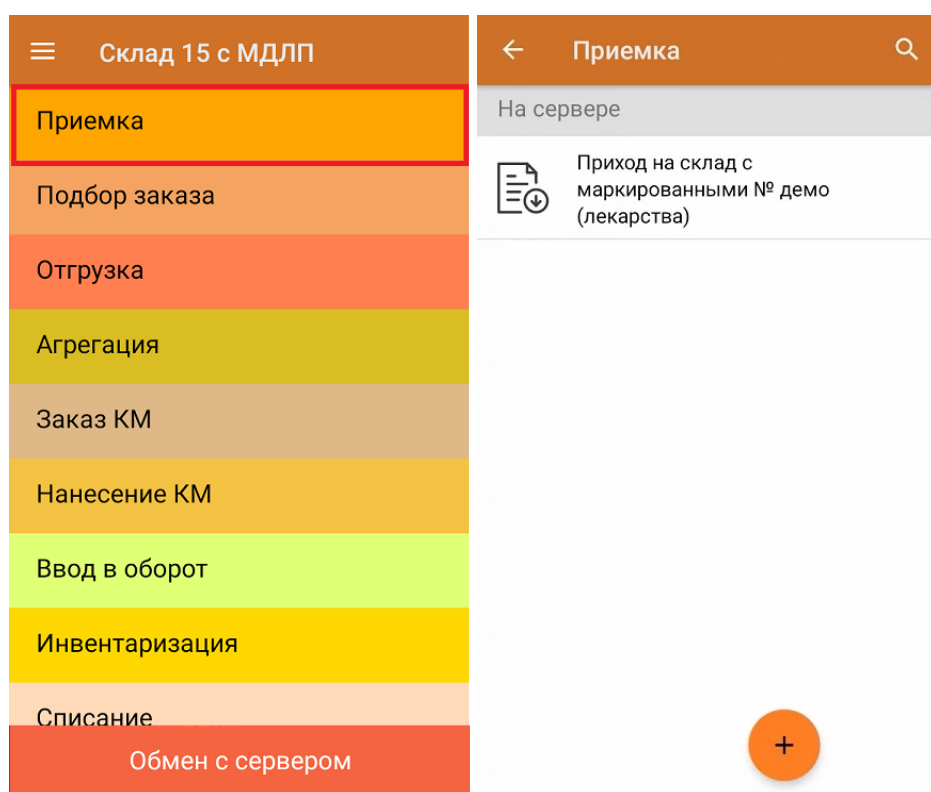 Склад 15 с МДЛП
Приемка
Подбор заказа
Отгрузка
Агрегация
Заказ КМ
Нанесение КМ
Ввод в оборот
Инвентаризация
Списание
Обмен с сервером
Приемка
На сервере
Приход на склад с
маркированными № демо
(лекарства)